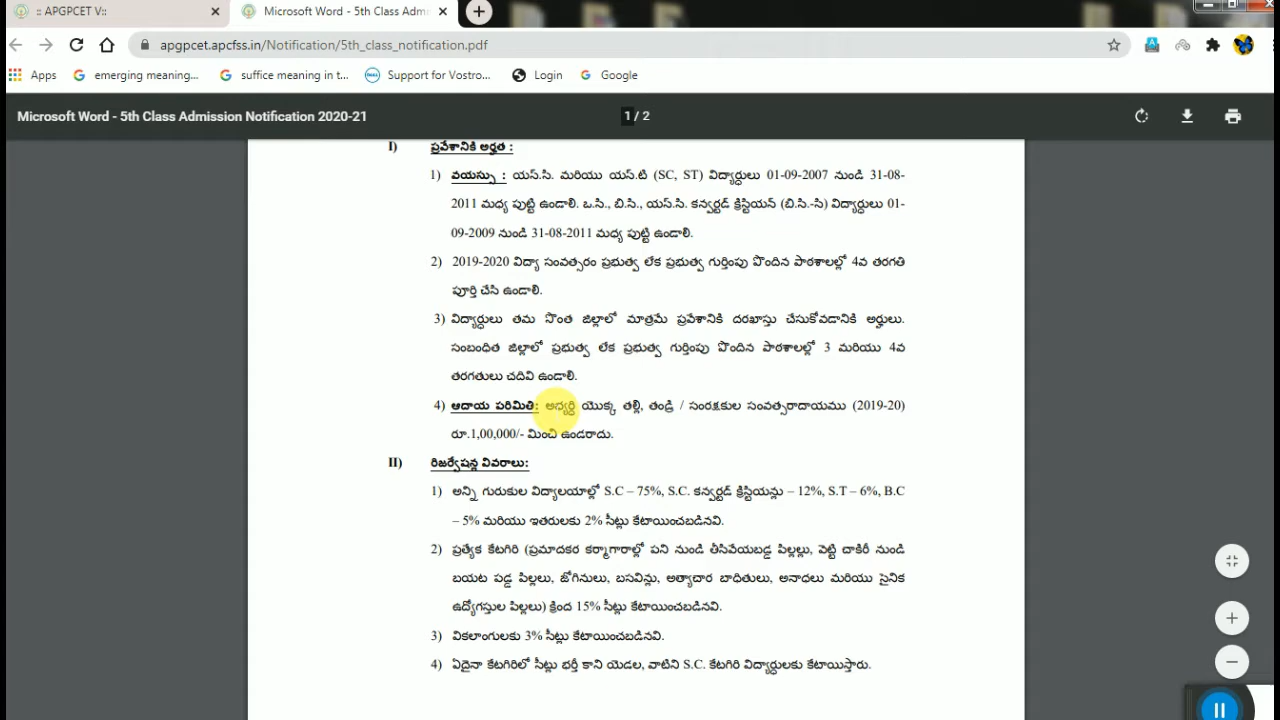 :: APGPCET V::
Microsoft Word - 5th Class Admi
apgpcet.apcfss.in/Notification/5th_class_notification.pdf
Apps
emerging meaning...
suffice meaning in t...
Support for Vostro...
Login
Google
Microsoft Word - 5th Class Admission Notification 2020-21
1 / 2
I) ప్రవేశానికి అర్హత :
1) వయస్సు : యస్.సి. మరియు యస్.టి (SC, ST) విద్యార్థులు 01-09-2007 నుండి 31-08-
2011 మధ్య పుట్టి ఉండాలి. ఒ.సి., బి.సి., యస్.సి. కన్వర్టడ్ క్రిస్టియన్ (బి.సి.-సి) విద్యార్థులు 01-
09-2009 నుండి 31-08-2011 మధ్య పుట్టి ఉండాలి.
2) 2019-2020 విద్యా సంవత్సరం ప్రభుత్వ లేక ప్రభుత్వ గుర్తింపు పొందిన పాఠశాలల్లో 4వ తరగతి
పూర్తి చేసి ఉండాలి.
3) విద్యార్థులు తమ సొంత జిల్లాలో మాత్రమే ప్రవేశానికి దరఖాస్తు చేసుకోవడానికి అర్హులు.
సంబంధిత జిల్లాలో ప్రభుత్వ లేక ప్రభుత్వ గుర్తింపు పొందిన పాఠశాలల్లో 3 మరియు 4వ
తరగతులు చదివి ఉండాలి.
4) ఆదాయ పరిమితి: అభ్యర్థి యొక్క తల్లి, తండ్రి / సంరక్షకుల సంవత్సరాదాయము (2019-20)
రూ.1,00,000/- మించి ఉండరాదు.
II) రిజర్వేషన్ల వివరాలు:
1) అన్ని గురుకుల విద్యాలయాల్లో S.C – 75%, S.C. కన్వర్టడ్ క్రిస్టియన్లు – 12%, S.T – 6%, B.C
– 5% మరియు ఇతరులకు 2% సీట్లు కేటాయించబడినవి.
2) ప్రత్యేక కేటగిరి (ప్రమాదకర కర్మాగారాల్లో పని నుండి తీసివేయబడ్డ పిల్లలు, వెట్టి చాకిరీ నుండి
బయట పడ్డ పిల్లలు, జోగినులు, బసవిన్లు, అత్యాచార బాధితులు, అనాధలు మరియు సైనిక
ఉద్యోగస్తుల పిల్లలు) క్రింద 15% సీట్లు కేటాయించబడినవి.
3) వికలాంగులకు 3% సీట్లు కేటాయించబడినవి.
4) ఏదైనా కేటగిరిలో సీట్లు భర్తీ కాని యెడల, వాటిని S.C. కేటగిరి విద్యార్థులకు కేటాయిస్తారు.